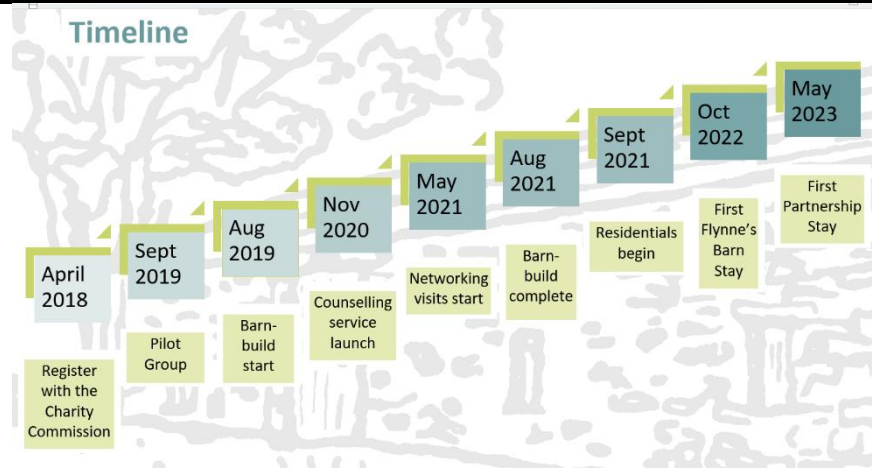 Timeline
April
2018
Register
with the
Charity
Commission
Sept
2019
Pilot
Group
Aug
2019
Barn-
build
start
Nov
2020
Counselling
service
launch
May
2021
Networking
visits start
Aug
2021
Barn-
build
complete
Sept
2021
Residentials
begin
Oct
2022
First
Flynne's
Barn
Stay
May
2023
First
Partnership
Stay